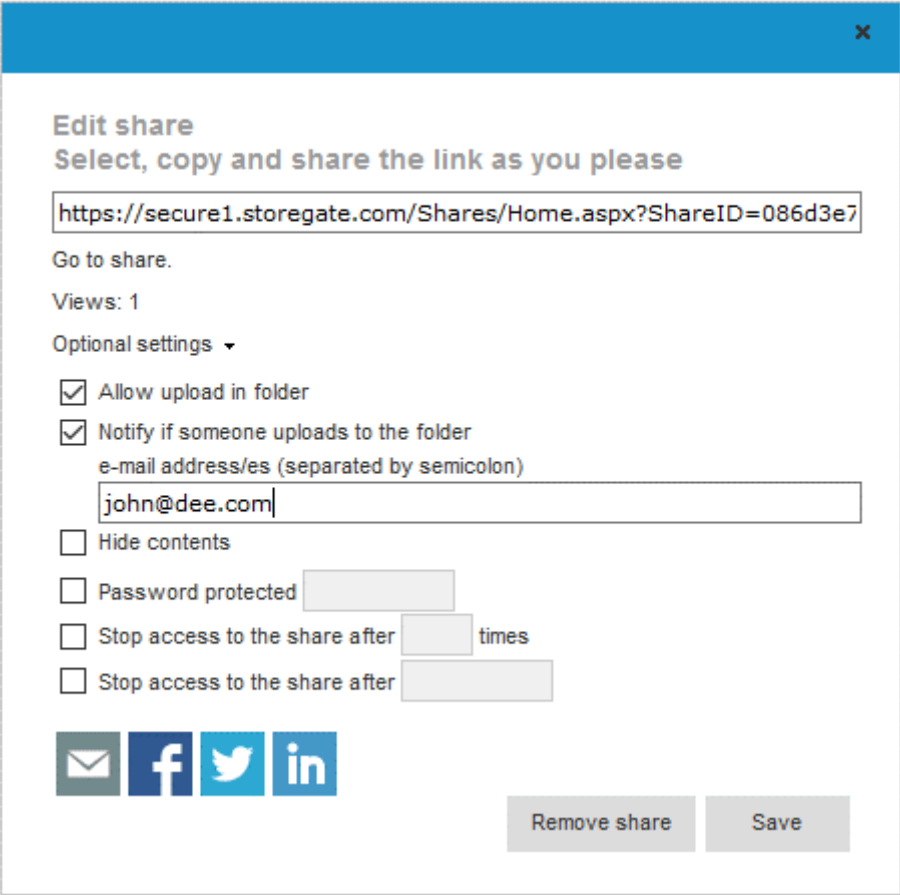 Edit share
Select, copy and share the link as you please
https://secure1.storegate.com/Shares/Home.aspx?ShareID=086d3e7
Go to share.
Views: 1
Optional settings
Allow upload in folder
Notify if someone uploads to the folder
e-mail address/es (separated by semicolon)
john@dee.com
Hide contents
Password protected
Stop access to the share after times
Stop access to the share after
f in
Remove share Save